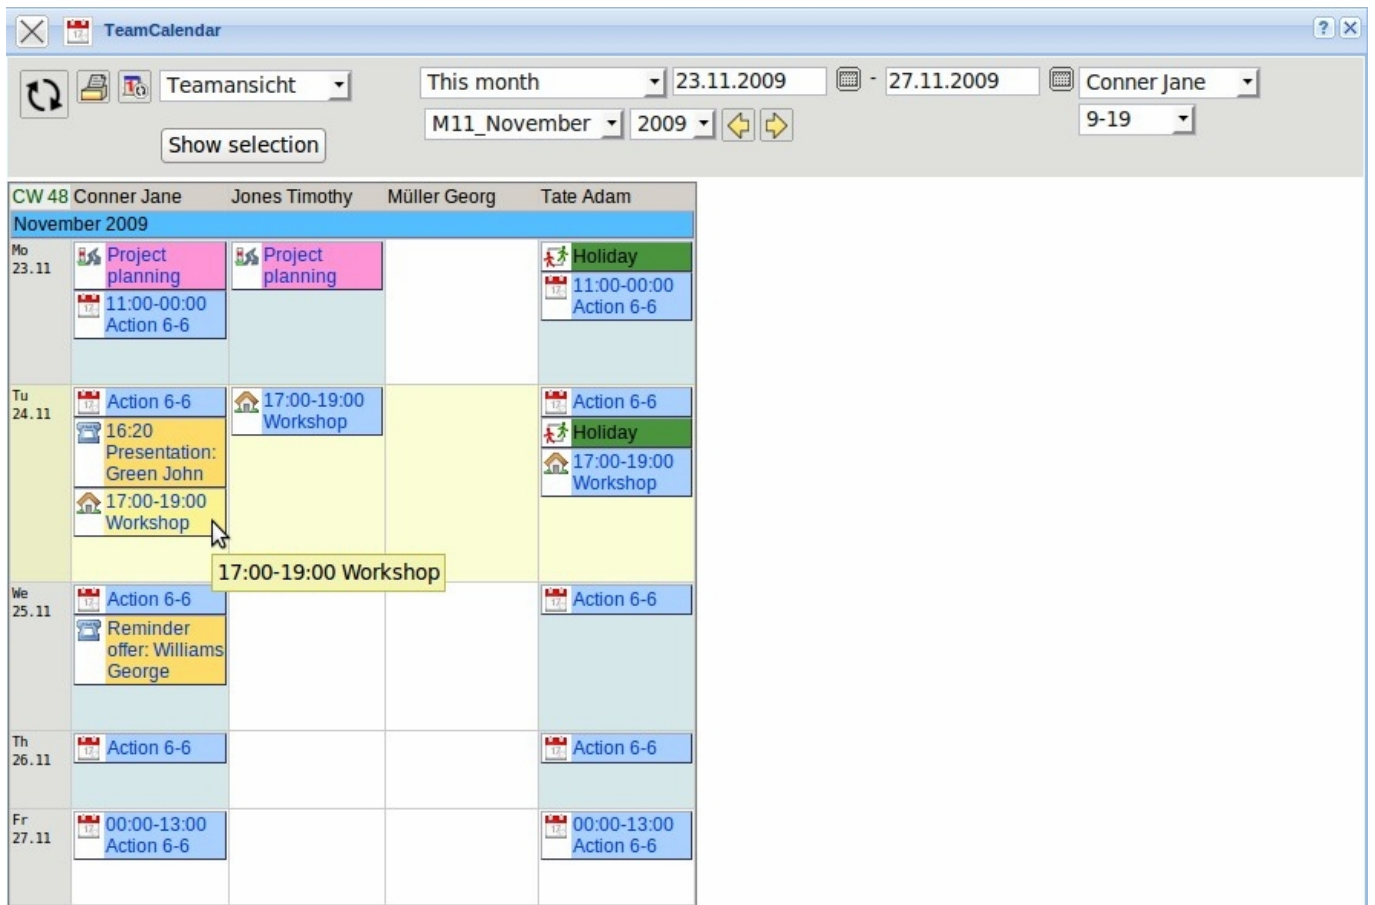 TeamCalendar
Teamansicht
This month
23.11.2009
-
27.11.2009
Conner Jane
M11_November
2009
9-19
Show selection
CW 48 Conner Jane Jones Timothy Müller Georg Tate Adam
November 2009
Mo
23.11
Project
planning
11:00-00:00
Action 6-6
Project
planning
Holiday
11:00-00:00
Action 6-6
Tu
24.11
Action 6-6
16:20
Presentation:
Green John
17:00-19:00
Workshop
17:00-19:00
Workshop
Action 6-6
Holiday
17:00-19:00
Workshop
17:00-19:00 Workshop
We
25.11
Action 6-6
Reminder
offer: Williams
George
Action 6-6
Th
26.11
Action 6-6
Action 6-6
Fr
27.11
00:00-13:00
Action 6-6
00:00-13:00
Action 6-6